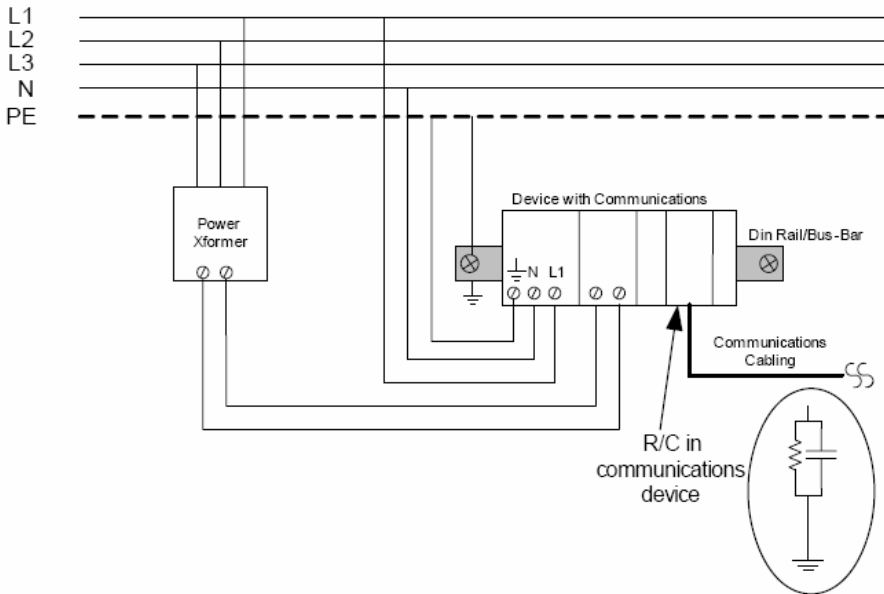 L1
L2
L3
N
PE
Power
Xformer
Device with Communications
Din Rail/Bus-Bar
N L1
Communications
Cabling
R/C in
communications
device